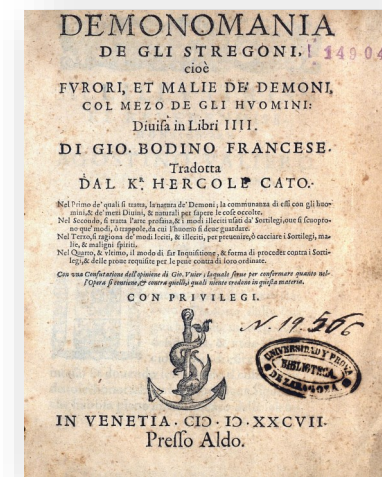 DEMONOMANIA
DE GLI STREGONI,
cioè
FVRORI, ET MALIE DE' DEMONI,
COL MEZO DE GLI HVOMINI:
Diuisa in Libri IIII.
DI GIO. BODINO FRANCESE.
Tradotta
DAL K.R HERCOLE CATO.
Nel Primo de' quali si tratta, la natura de' Demoni; la communanza di essi con gli huo-
mini, & de' mezi Diuini, & naturali per sapere le cose occolte.
Nel Secondo, si tratta l'arte profana, & i modi illeciti usati da' Sortilegi, oue si scuopro-
no que' modi, ò trappole, da cui l'huomo si deue guardare.
Nel Terzo, si ragiona de' modi leciti, & illeciti, per preuenire, ò cacciare i Sortilegi, ma-
lie, & maligni spiriti.
Nel Quarto, & vltimo, il modo di far Inquisitione, & forma di proceder contra i Sorti-
legi; & delle proue requisite per le pene contra di loro ordinate.
Con una Confutatione dell'opinione di Gio. Vuier; laquale serue per confermare quanto nel-
l'Opera si contiene, & contra quelli, i quali niente credono in questa materia.
CON PRIVILEGI.
N. 19. 566
UNIVERSIDAD Y PROVA
BIBLIOTECA
DE ZARAGOZA
IN VENETIA. CIƆ. IƆ. XXCVII.
Presso Aldo.